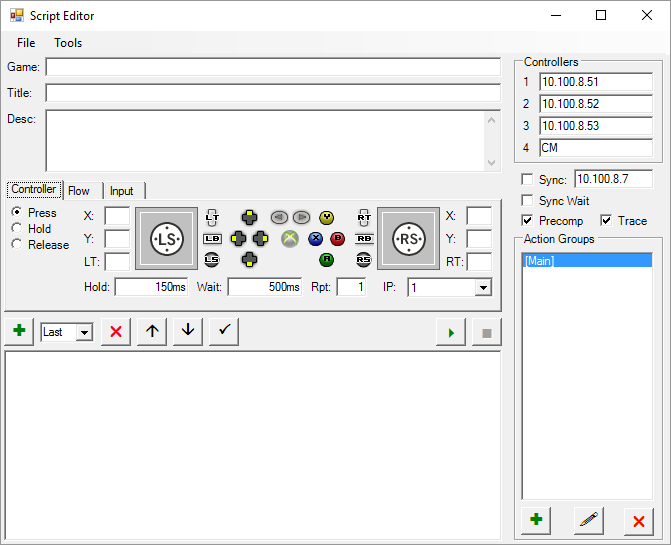 Script Editor
File Tools
Game:
Title:
Desc:
Controller Flow Input
Press
Hold
Release
X:
Y:
LT:
LS
LT
LB
LS
Y
X B
A
RT
RB
RS
RS
X:
Y:
RT:
Hold: 150ms Wait: 500ms Rpt: 1 IP: 1
Last
Controllers
1 10.100.8.51
2 10.100.8.52
3 10.100.8.53
4 CM
Sync: 10.100.8.7
Sync Wait
Precomp Trace
Action Groups
[Main]